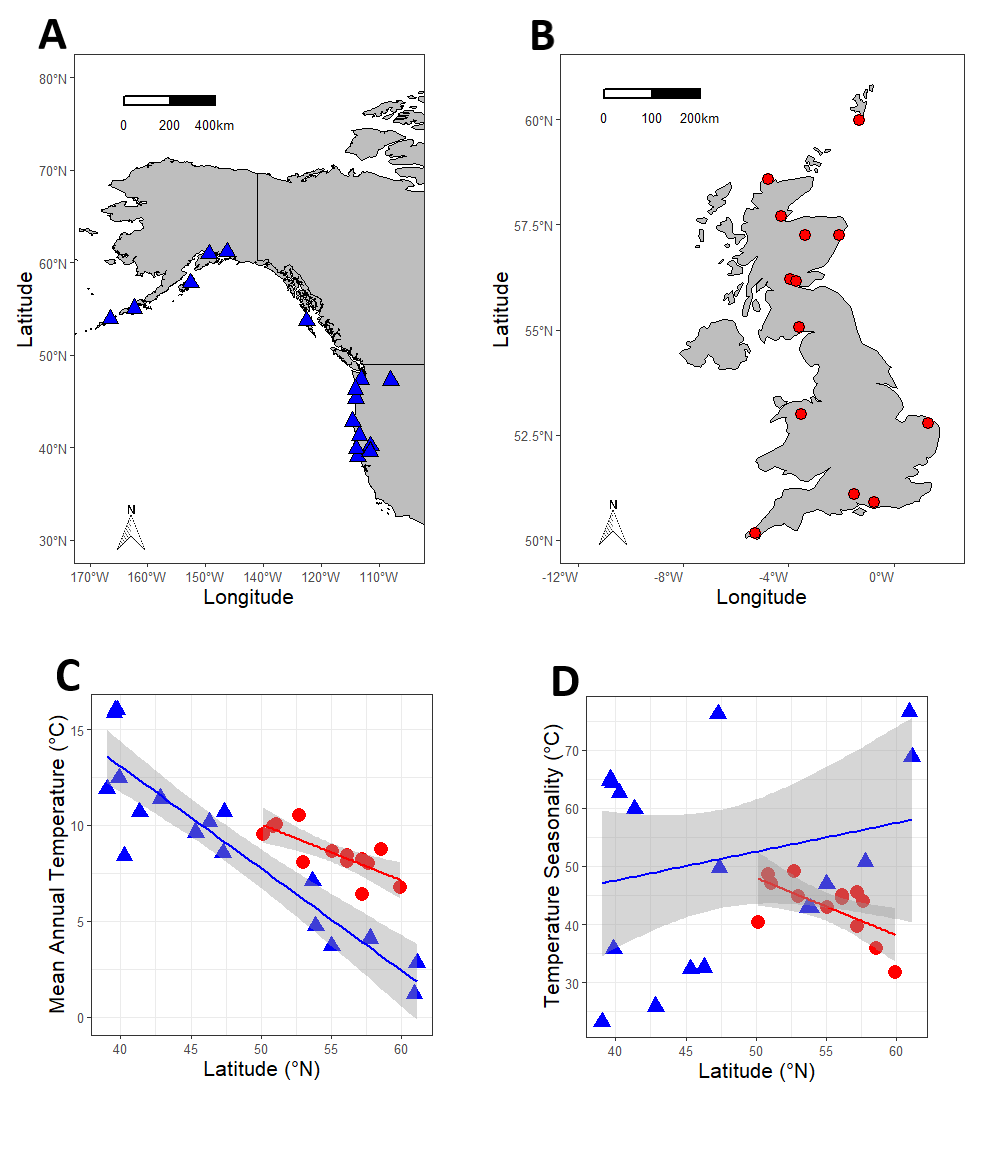 A
80°N
70°N
60°N
50°N
40°N
30°N
Latitude
0 200 400km
N
170°W 160°W 150°W 140°W 120°W 110°W
Longitude
B
60°N
57.5°N
55°N
52.5°N
50°N
Latitude
0 100 200km
N
-12°W -8°W -4°W 0°W
Longitude
C
15
10
5
0
Mean Annual Temperature (°C)
40 45 50 55 60
Latitude (°N)
D
70
60
50
40
30
Temperature Seasonality (°C)
40 45 50 55 60
Latitude (°N)